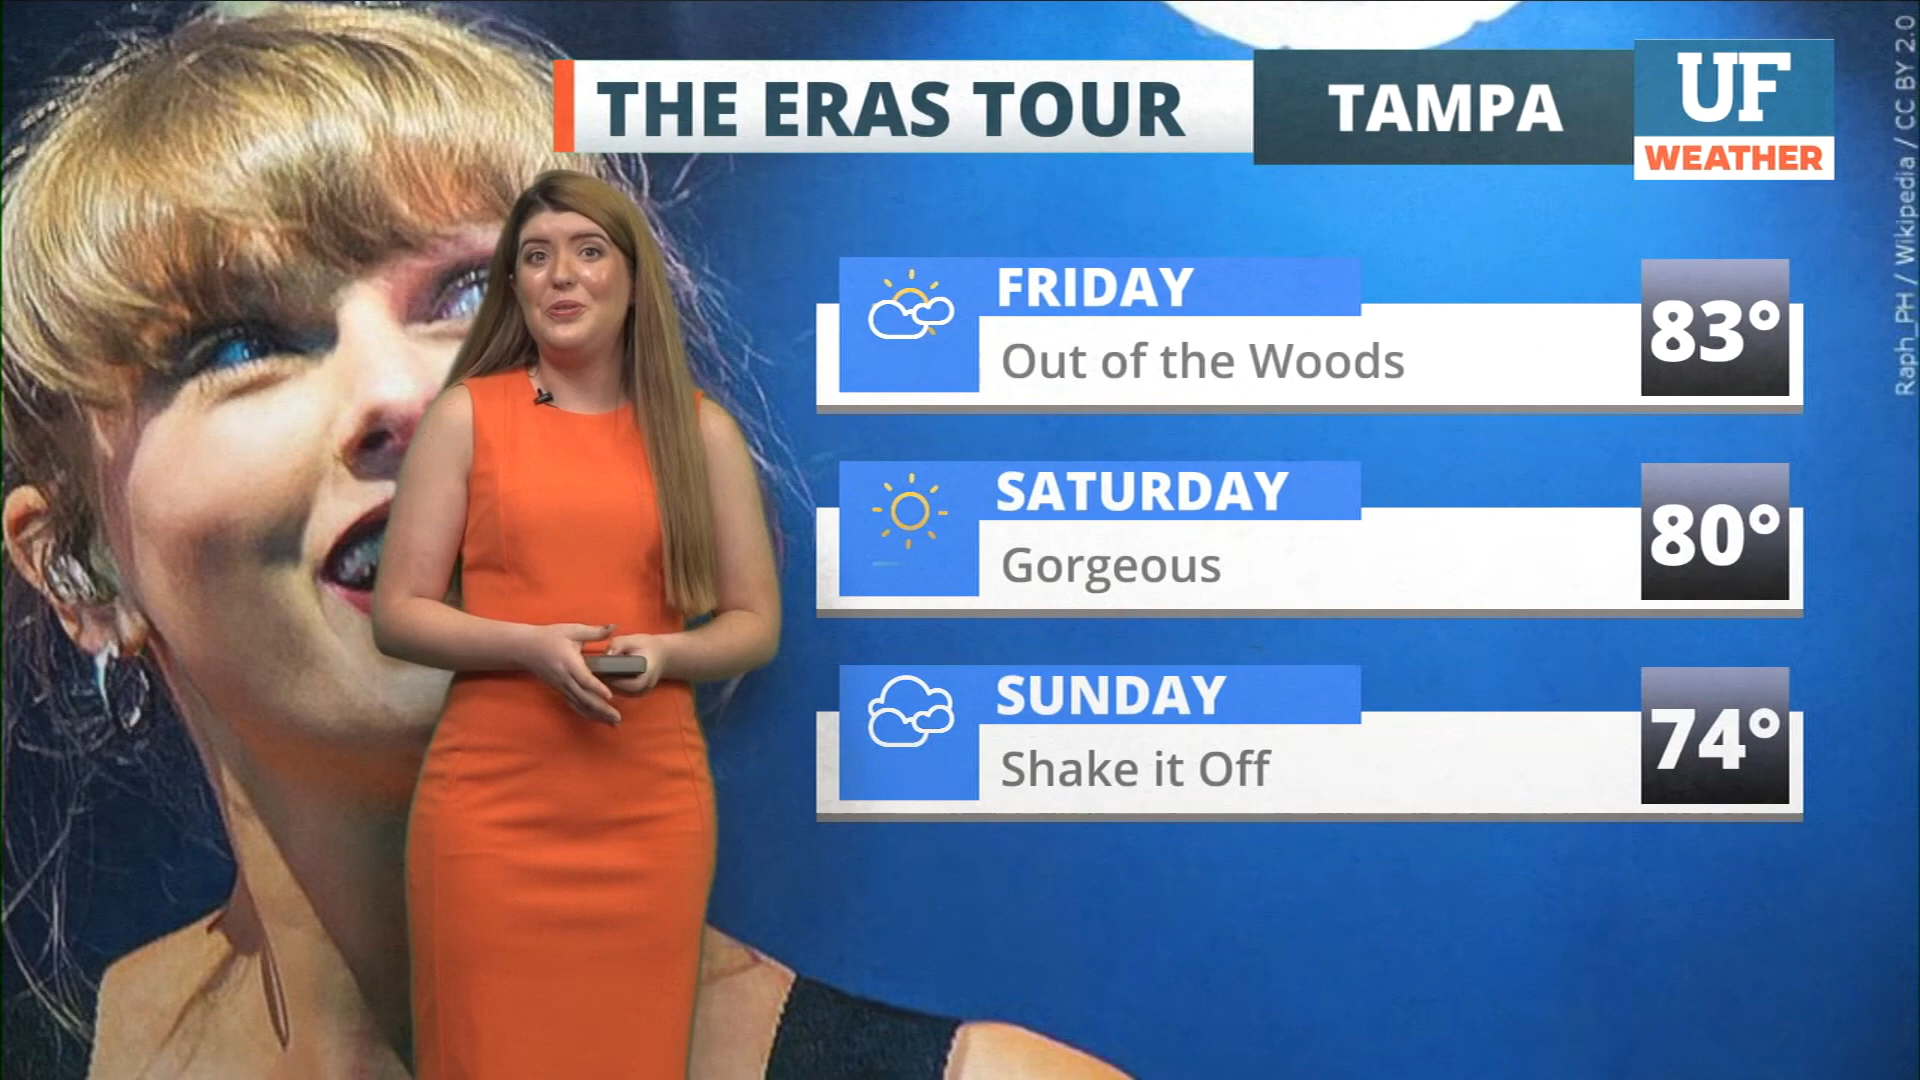 THE ERAS TOUR
TAMPA
UF
WEATHER
Raph_PH / Wikipedia / CC BY 2.0
FRIDAY
83°
Out of the Woods
SATURDAY
80°
Gorgeous
SUNDAY
74°
Shake it Off